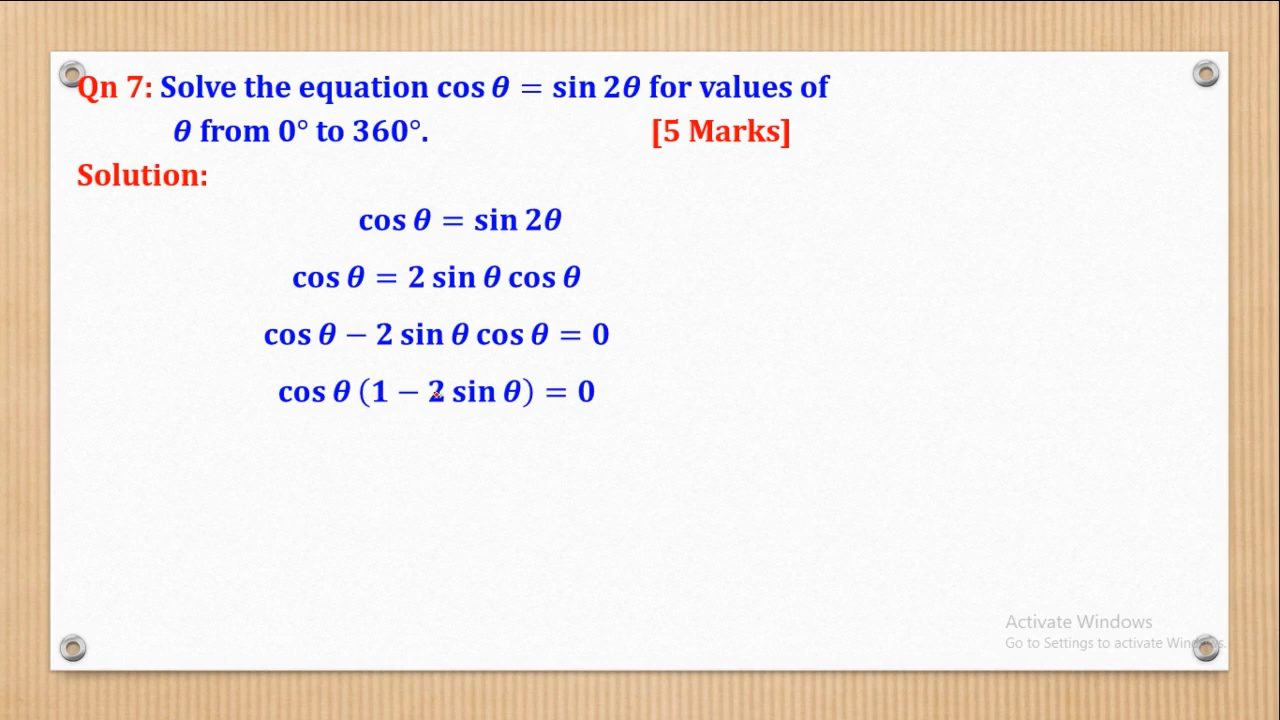 Qn 7: Solve the equation cos θ = sin 2θ for values of
θ from 0° to 360°. [5 Marks]
Solution:
cos θ = sin 2θ
cos θ = 2 sin θ cos θ
cos θ − 2 sin θ cos θ = 0
cos θ (1 − 2 sin θ) = 0
Activate Windows
Go to Settings to activate Windows.